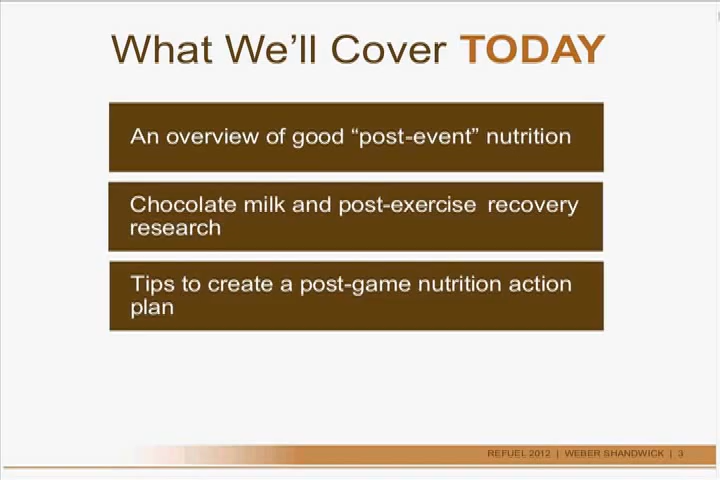 What We’ll Cover TODAY
An overview of good “post-event” nutrition
Chocolate milk and post-exercise recovery
research
Tips to create a post-game nutrition action
plan
REFUEL 2012 | WEBER SHANDWICK | 3